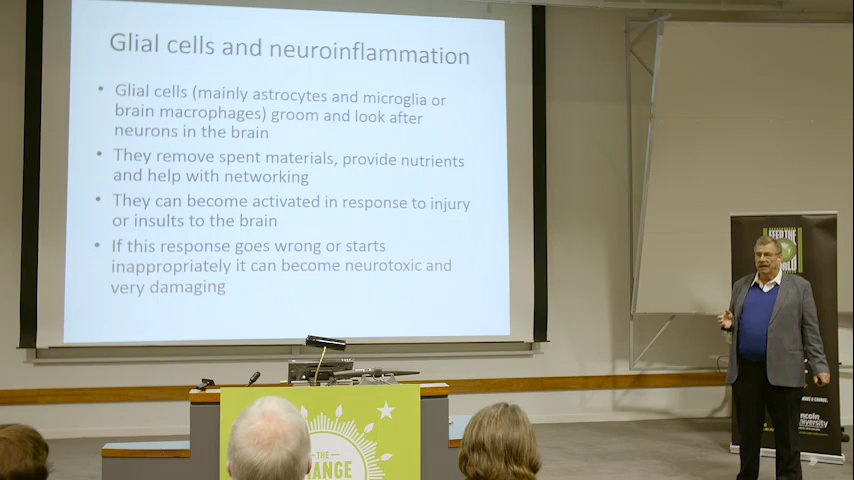 Glial cells and neuroinflammation
• Glial cells (mainly astrocytes and microglia or
brain macrophages) groom and look after
neurons in the brain
• They remove spent materials, provide nutrients
and help with networking
• They can become activated in response to injury
or insults to the brain
• If this response goes wrong or starts
inappropriately it can become neurotoxic and
very damaging
FEED THE
THE